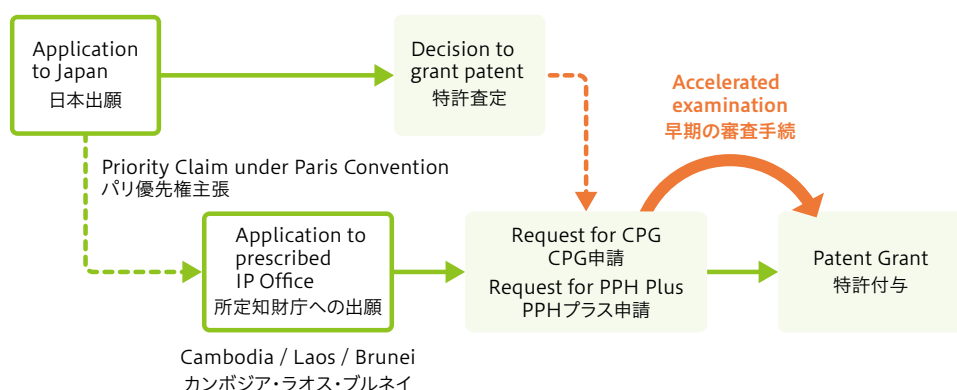 Application
to Japan
日本出願
Decision to
grant patent
特許査定
Accelerated
examination
早期の審査手続
Priority Claim under Paris Convention
パリ優先権主張
Application to
prescribed
IP Office
所定知財庁への出願
Request for CPG
CPG申請
Request for PPH Plus
PPHプラス申請
Patent Grant
特許付与
Cambodia / Laos / Brunei
カンボジア・ラオス・ブルネイ